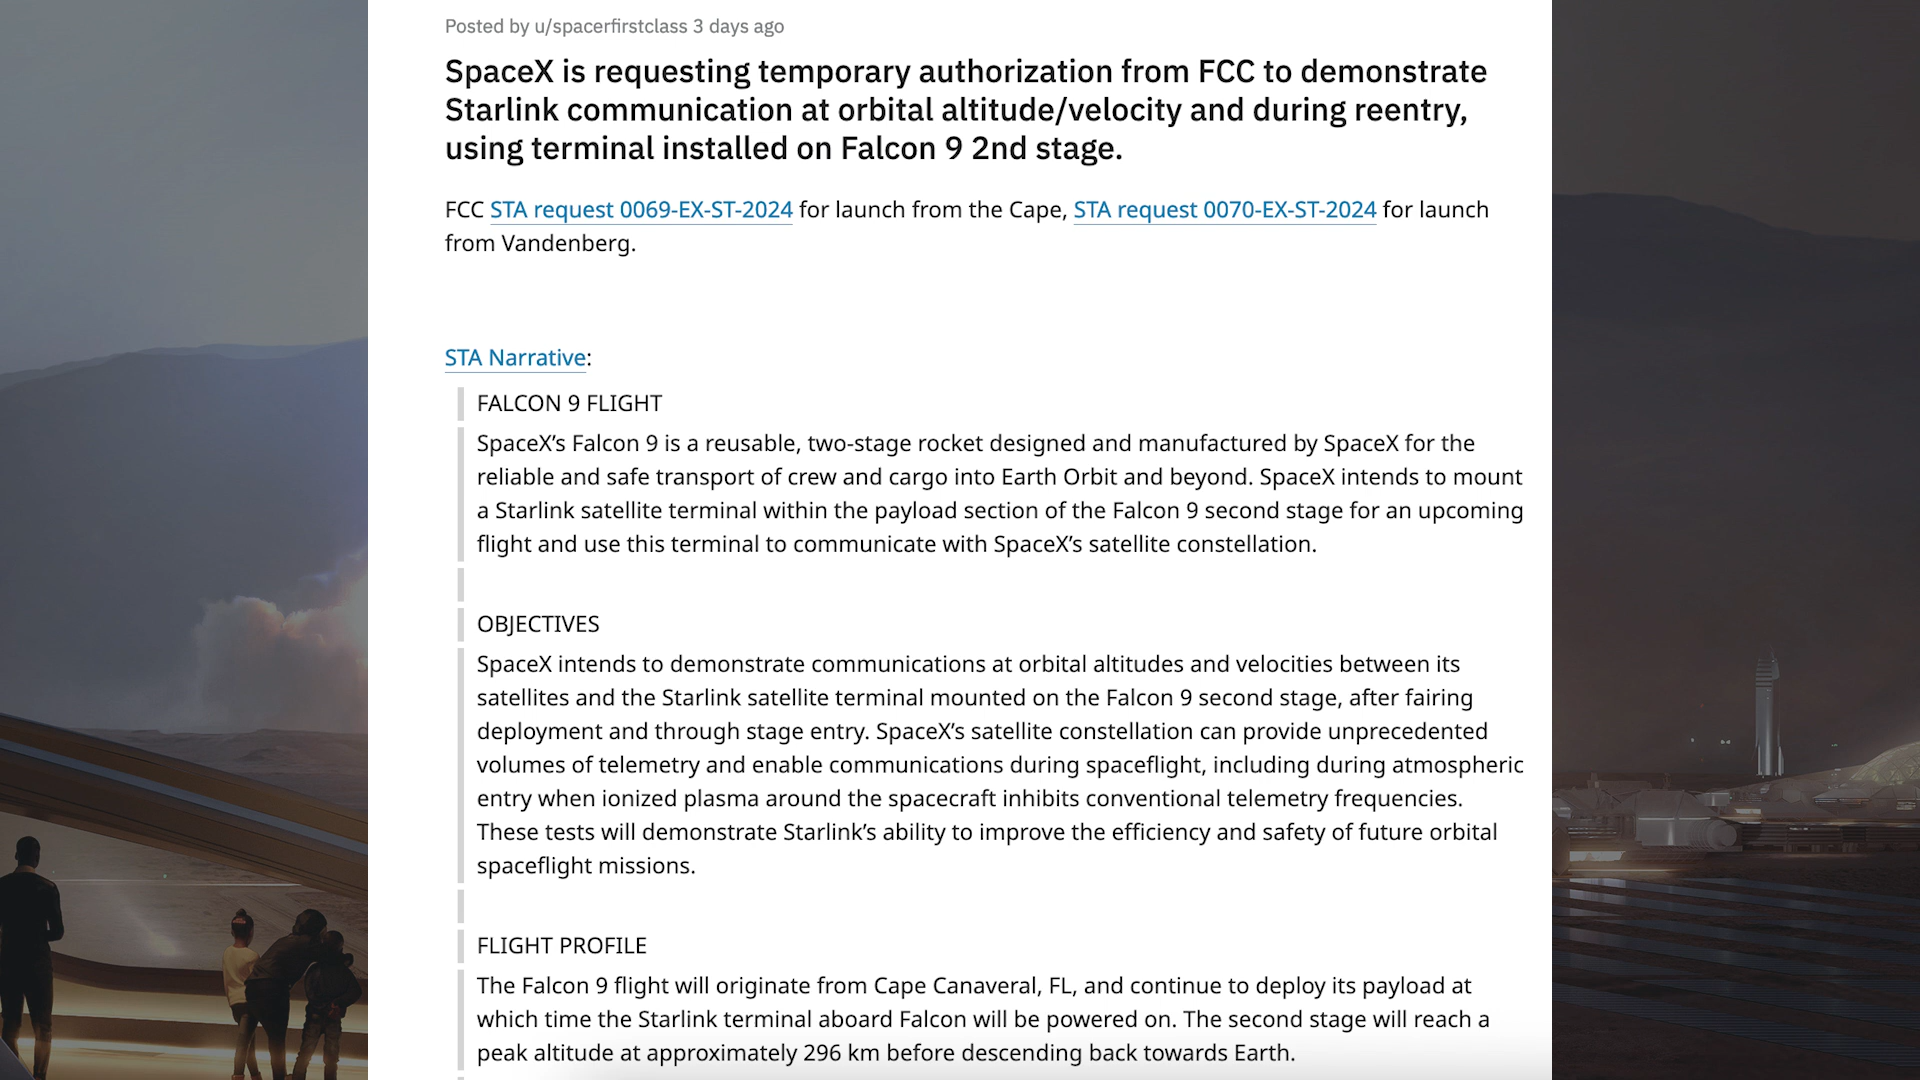 Posted by u/spacerfirstclass 3 days ago
SpaceX is requesting temporary authorization from FCC to demonstrate
Starlink communication at orbital altitude/velocity and during reentry,
using terminal installed on Falcon 9 2nd stage.
FCC STA request 0069-EX-ST-2024 for launch from the Cape, STA request 0070-EX-ST-2024 for launch
from Vandenberg.
STA Narrative:
FALCON 9 FLIGHT
SpaceX’s Falcon 9 is a reusable, two-stage rocket designed and manufactured by SpaceX for the
reliable and safe transport of crew and cargo into Earth Orbit and beyond. SpaceX intends to mount
a Starlink satellite terminal within the payload section of the Falcon 9 second stage for an upcoming
flight and use this terminal to communicate with SpaceX’s satellite constellation.
OBJECTIVES
SpaceX intends to demonstrate communications at orbital altitudes and velocities between its
satellites and the Starlink satellite terminal mounted on the Falcon 9 second stage, after fairing
deployment and through stage entry. SpaceX’s satellite constellation can provide unprecedented
volumes of telemetry and enable communications during spaceflight, including during atmospheric
entry when ionized plasma around the spacecraft inhibits conventional telemetry frequencies.
These tests will demonstrate Starlink’s ability to improve the efficiency and safety of future orbital
spaceflight missions.
FLIGHT PROFILE
The Falcon 9 flight will originate from Cape Canaveral, FL, and continue to deploy its payload at
which time the Starlink terminal aboard Falcon will be powered on. The second stage will reach a
peak altitude at approximately 296 km before descending back towards Earth.